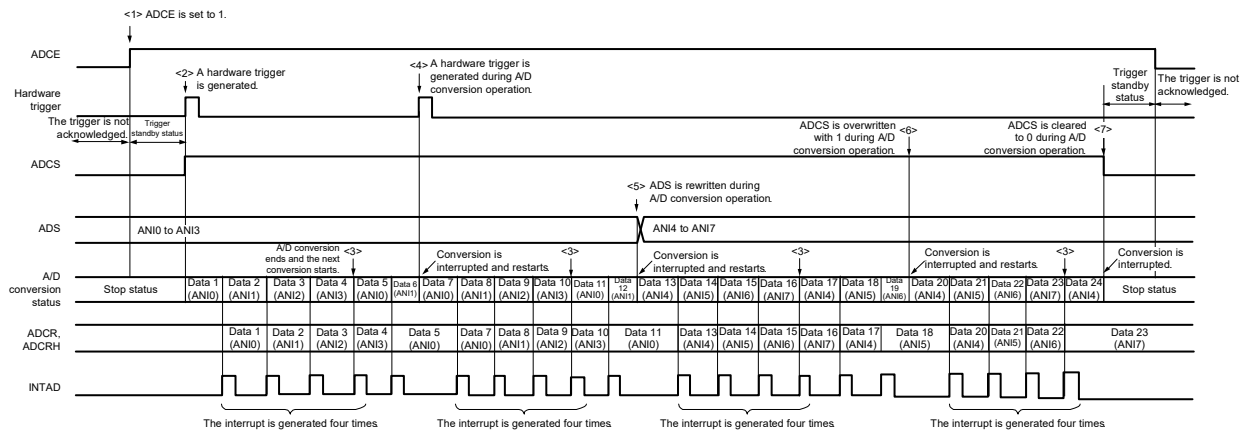 <1> ADCE is set to 1.
ADCE
<2> A hardware trigger
is generated.
<4> A hardware trigger is
generated during A/D
conversion operation.
Trigger
standby
status
The trigger is not
acknowledged.
Hardware
trigger
The trigger is not
acknowledged.
Trigger
standby status
ADCS is overwritten
with 1 during A/D
conversion operation.
<6>
ADCS is cleared
to 0 during A/D
conversion operation.
<7>
ADCS
<5> ADS is rewritten during
A/D conversion operation.
ADS
ANI0 to ANI3
ANI4 to ANI7
A/D conversion
ends and the next
conversion starts.
<3>
Conversion is
interrupted and restarts.
<3>
Conversion is
interrupted and restarts.
<3>
Conversion is
interrupted and restarts.
<3>
Conversion is
interrupted.
A/D
conversion
status
Stop status
Data 1
(ANI0)
Data 2
(ANI1)
Data 3
(ANI2)
Data 4
(ANI3)
Data 5
(ANI0)
Data 6
(ANI1)
Data 7
(ANI0)
Data 8
(ANI1)
Data 9
(ANI2)
Data 10
(ANI3)
Data 11
(ANI0)
Data
12
(ANI1)
Data 13
(ANI4)
Data 14
(ANI5)
Data 15
(ANI6)
Data 16
(ANI7)
Data 17
(ANI4)
Data 18
(ANI5)
Data
19
(ANI6)
Data 20
(ANI4)
Data 21
(ANI5)
Data 22
(ANI6)
Data 23
(ANI7)
Data 24
(ANI4)
Stop status
ADCR,
ADCRH
Data 1
(ANI0)
Data 2
(ANI1)
Data 3
(ANI2)
Data 4
(ANI3)
Data 5
(ANI0)
Data 7
(ANI0)
Data 8
(ANI1)
Data 9
(ANI2)
Data 10
(ANI3)
Data 11
(ANI0)
Data 13
(ANI4)
Data 14
(ANI5)
Data 15
(ANI6)
Data 16
(ANI7)
Data 17
(ANI4)
Data 18
(ANI5)
Data 20
(ANI4)
Data 21
(ANI5)
Data 22
(ANI6)
Data 23
(ANI7)
INTAD
The interrupt is generated four times.
The interrupt is generated four times.
The interrupt is generated four times.
The interrupt is generated four times.